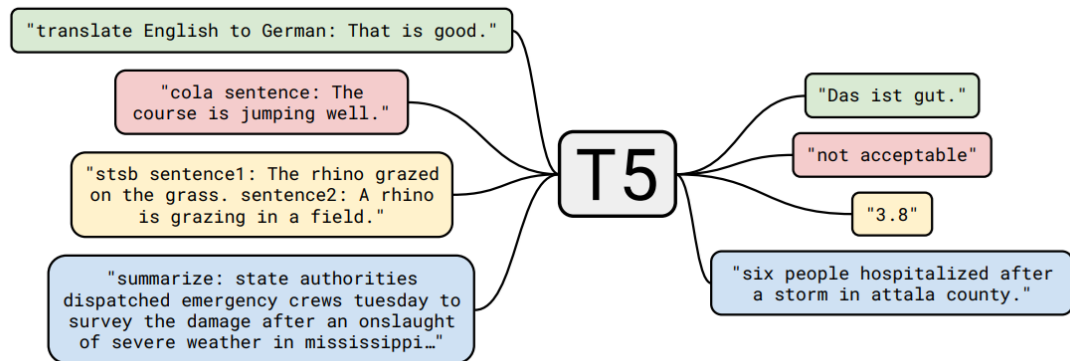 "translate English to German: That is good."
"cola sentence: The
course is jumping well."
"stsb sentence1: The rhino grazed
on the grass. sentence2: A rhino
is grazing in a field."
"summarize: state authorities
dispatched emergency crews tuesday to
survey the damage after an onslaught
of severe weather in mississippi…"
T5
"Das ist gut."
"not acceptable"
"3.8"
"six people hospitalized after
a storm in attala county."